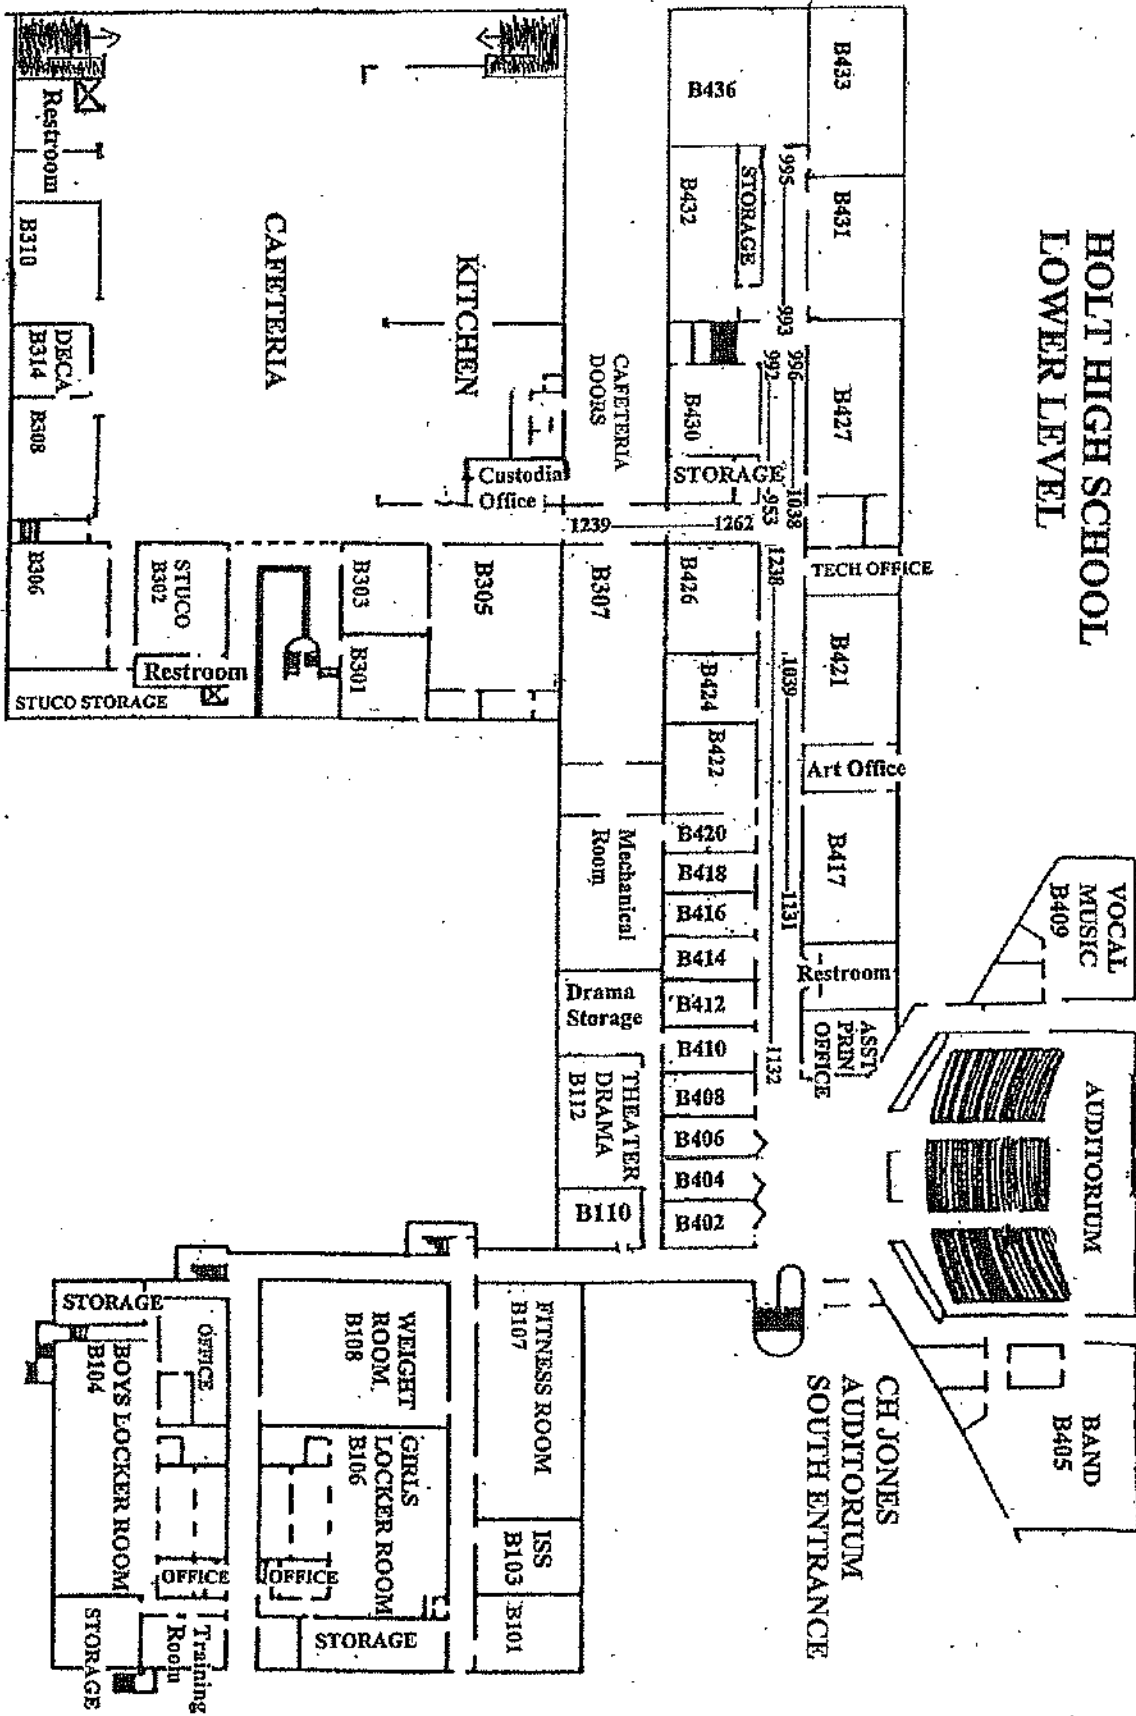 HOLT HIGH SCHOOL
LOWER LEVEL
B433
B431
B427
TECH OFFICE
B421
Art Office
B417
Restroom
ASST
PRIN
OFFICE
B436
B432
STORAGE
B430
STORAGE
995
993
996
992
1038
953
1239
1262
1238
1039
1131
1132
CAFETERIA
DOORS
B426
B424
B422
B420
B418
B416
B414
B412
B410
B408
B406
B404
B402
VOCAL
MUSIC
B409
AUDITORIUM
BAND
B405
CH JONES
AUDITORIUM
SOUTH ENTRANCE
Restroom
B310
DECA
B314
B308
B306
CAFETERIA
KITCHEN
Custodial
Office
STUCO
B302
Restroom
STUCO STORAGE
B303
B301
B305
B307
Mechanical
Room
Drama
Storage
THEATER
DRAMA
B112
B110
FITNESS ROOM
B107
ISS
B103
B101
WEIGHT
ROOM
B108
GIRLS
LOCKER ROOM
B106
OFFICE
STORAGE
STORAGE
OFFICE
BOYS LOCKER ROOM
B104
OFFICE
Training
Room
STORAGE